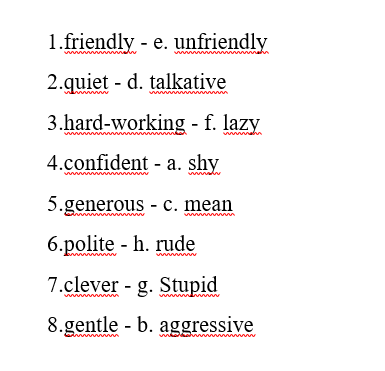 1.friendly - e. unfriendly
2.quiet - d. talkative
3.hard-working - f. lazy
4.confident - a. shy
5.generous - c. mean
6.polite - h. rude
7.clever - g. Stupid
8.gentle - b. aggressive